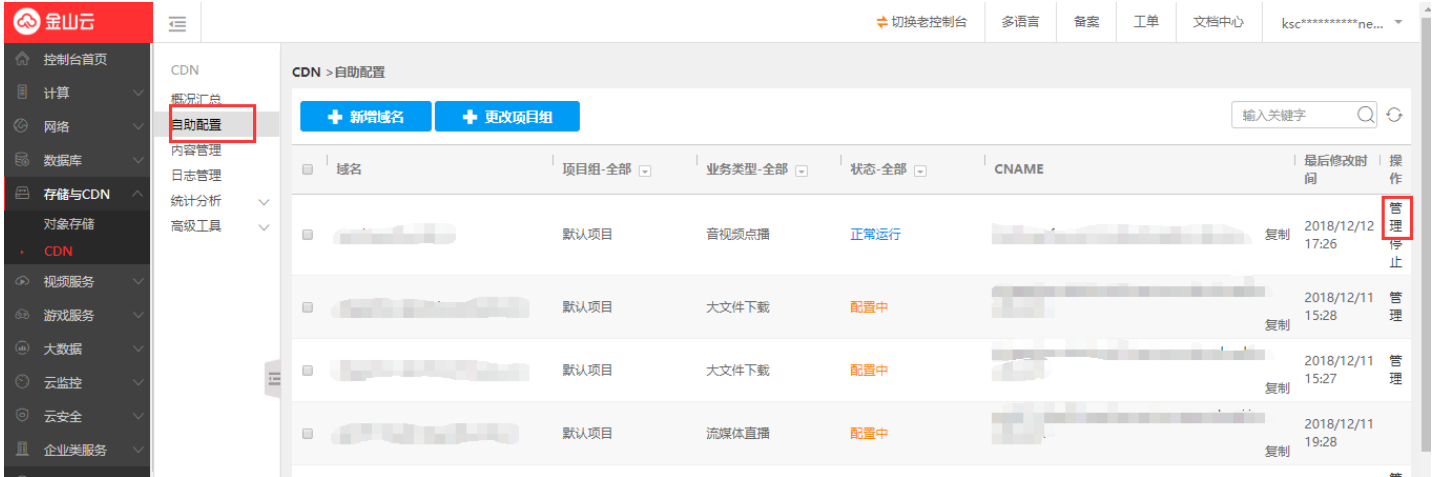 金山云
切换老控制台 多语言 备案 工单 文档中心 ksc**********ne...
控制台首页
计算
网络
数据库
存储与CDN
对象存储
CDN
视频服务
游戏服务
大数据
云监控
云安全
企业类服务
CDN
概况汇总
自助配置
内容管理
日志管理
统计分析
高级工具
CDN >自助配置
新增域名 更改项目组 输入关键字
域名 项目组-全部 业务类型-全部 状态-全部 CNAME 最后修改时间 操作
默认项目 音视频点播 正常运行 复制 2018/12/12 17:26 管理 停止
默认项目 大文件下载 配置中 复制 2018/12/11 15:28 管理
默认项目 大文件下载 配置中 复制 2018/12/11 15:27 管理
默认项目 流媒体直播 配置中 复制 2018/12/11 19:28